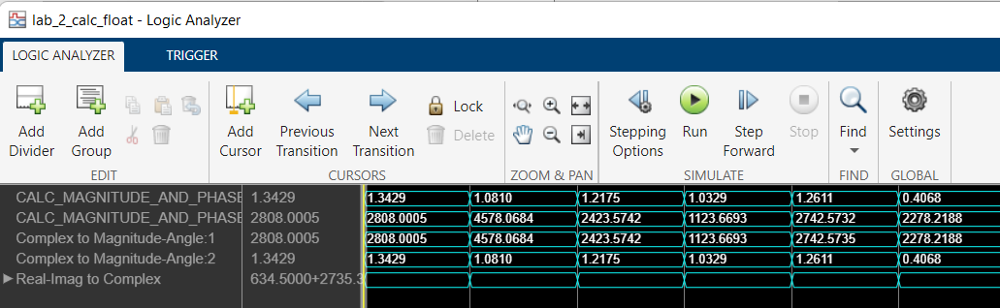 lab_2_calc_float - Logic Analyzer
LOGIC ANALYZER TRIGGER
Add Divider Add Group Add Cursor Previous Transition Next Transition Lock Delete Stepping Options Run Step Forward Stop Find Settings
EDIT CURSORS ZOOM & PAN SIMULATE FIND GLOBAL
CALC_MAGNITUDE_AND_PHASE 1.3429 1.3429 1.0810 1.2175 1.0329 1.2611 0.4068
CALC_MAGNITUDE_AND_PHASE 2808.0005 2808.0005 4578.0684 2423.5742 1123.6693 2742.5732 2278.2188
Complex to Magnitude-Angle:1 2808.0005 2808.0005 4578.0684 2423.5742 1123.6693 2742.5735 2278.2188
Complex to Magnitude-Angle:2 1.3429 1.3429 1.0810 1.2175 1.0329 1.2611 0.4068
Real-Imag to Complex 634.5000+2735.3